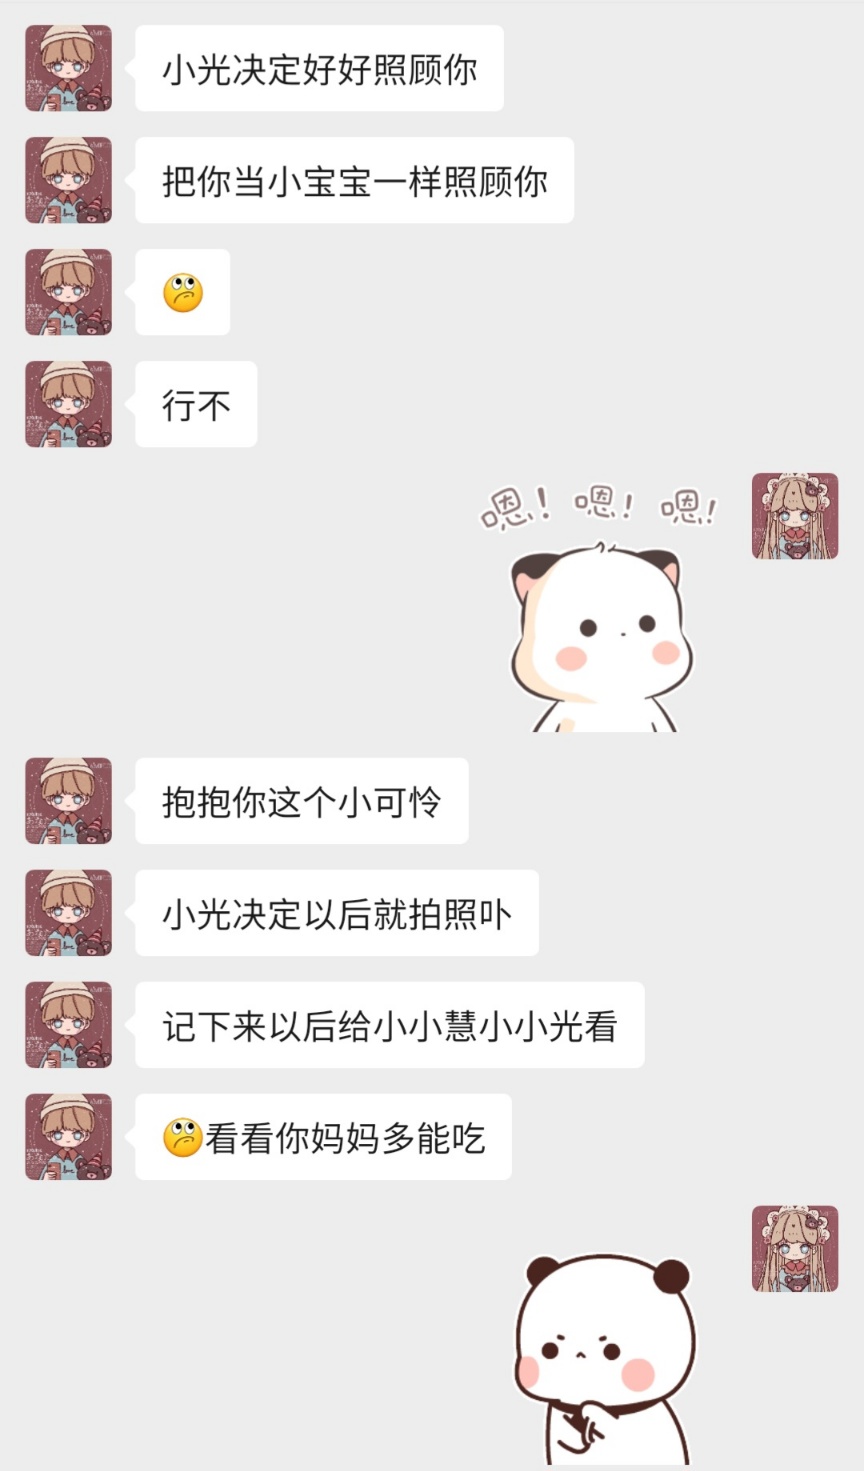 小光决定好好照顾你
把你当小宝宝一样照顾你
行不
嗯！ 嗯！ 嗯！
抱抱你这个小可怜
小光决定以后就拍照卟
记下来以后给小小慧小小光看
看看你妈妈多能吃